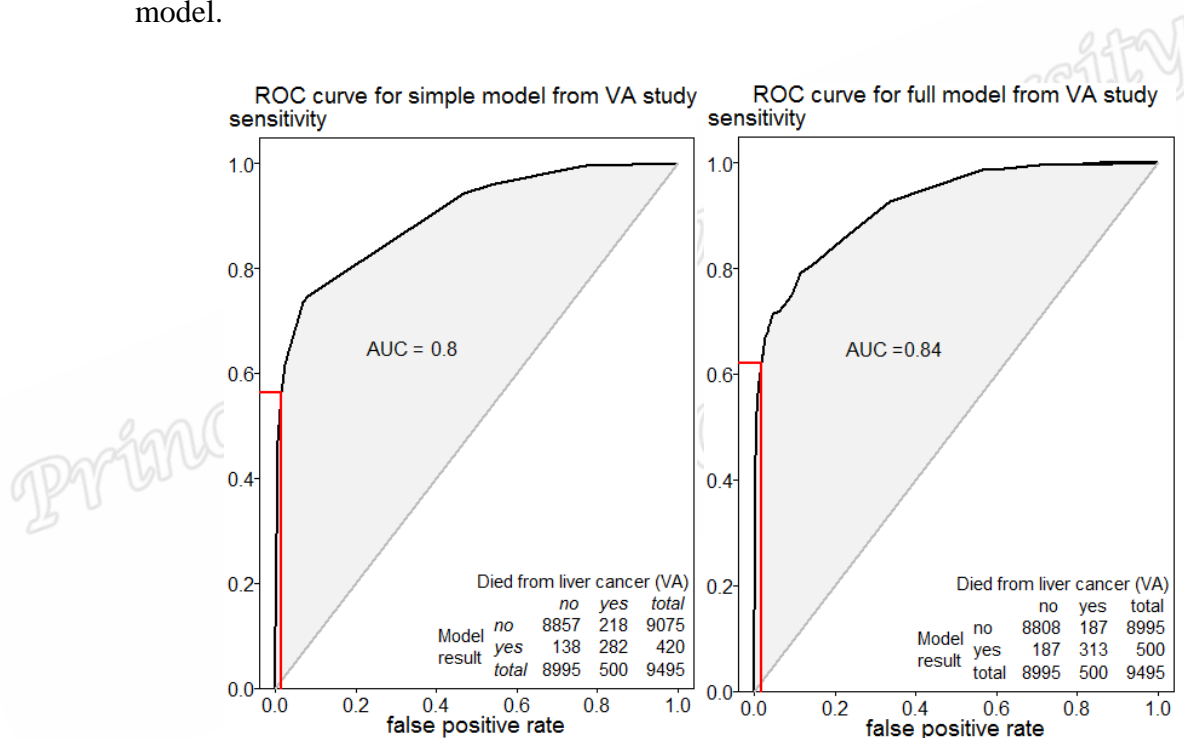 model.
ROC curve for simple model from VA study
sensitivity
1.0
0.8
0.6
0.4
0.2
0.0
AUC = 0.8
Died from liver cancer (VA)
no yes total
Model result
no 8857 218 9075
yes 138 282 420
total 8995 500 9495
0.0 0.2 0.4 0.6 0.8 1.0
false positive rate
ROC curve for full model from VA study
sensitivity
1.0
0.8
0.6
0.4
0.2
0.0
AUC =0.84
Died from liver cancer (VA)
no yes total
Model result
no 8808 187 8995
yes 187 313 500
total 8995 500 9495
0.0 0.2 0.4 0.6 0.8 1.0
false positive rate